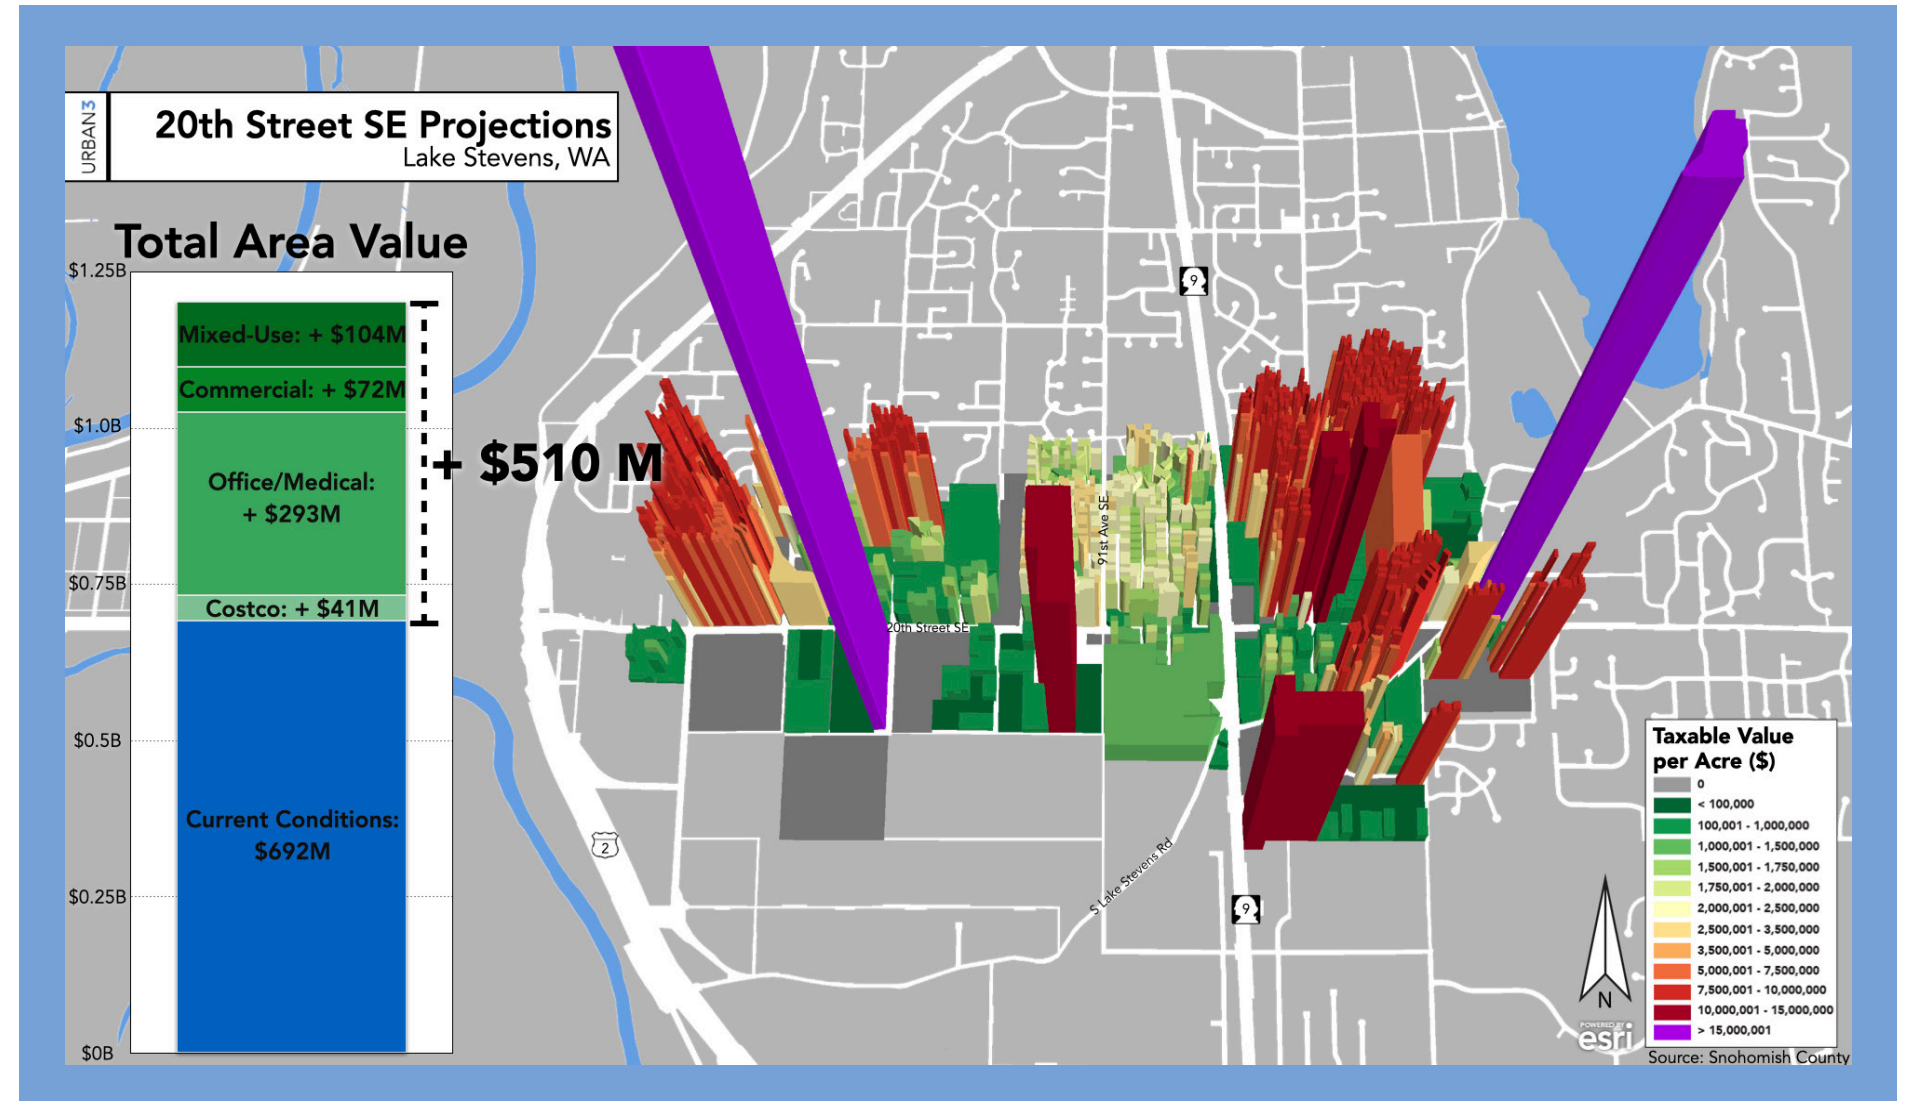 URBAN3
20th Street SE Projections
Lake Stevens, WA
Total Area Value
$1.25B
$1.0B
$0.75B
$0.5B
$0.25B
$0B
Mixed-Use: + $104M
Commercial: + $72M
Office/Medical:
+ $293M
Costco: + $41M
Current Conditions:
$692M
+ $510 M
9
91st Ave SE
20th Street SE
2
S Lake Stevens Rd
9
Taxable Value
per Acre ($)
0
< 100,000
100,001 - 1,000,000
1,000,001 - 1,500,000
1,500,001 - 1,750,000
1,750,001 - 2,000,000
2,000,001 - 2,500,000
2,500,001 - 3,500,000
3,500,001 - 5,000,000
5,000,001 - 7,500,000
7,500,001 - 10,000,000
10,000,001 - 15,000,000
> 15,000,001
N
POWERED BY
esri
Source: Snohomish County